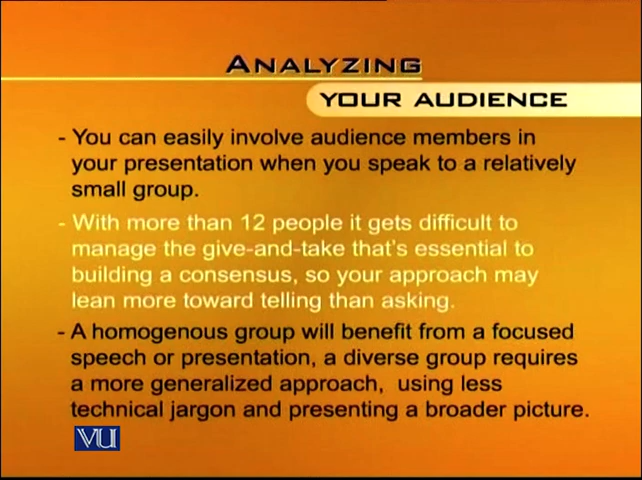 ANALYZING
YOUR AUDIENCE
- You can easily involve audience members in
your presentation when you speak to a relatively
small group.
- With more than 12 people it gets difficult to
manage the give-and-take that's essential to
building a consensus, so your approach may
lean more toward telling than asking.
- A homogenous group will benefit from a focused
speech or presentation, a diverse group requires
a more generalized approach, using less
technical jargon and presenting a broader picture.
VU